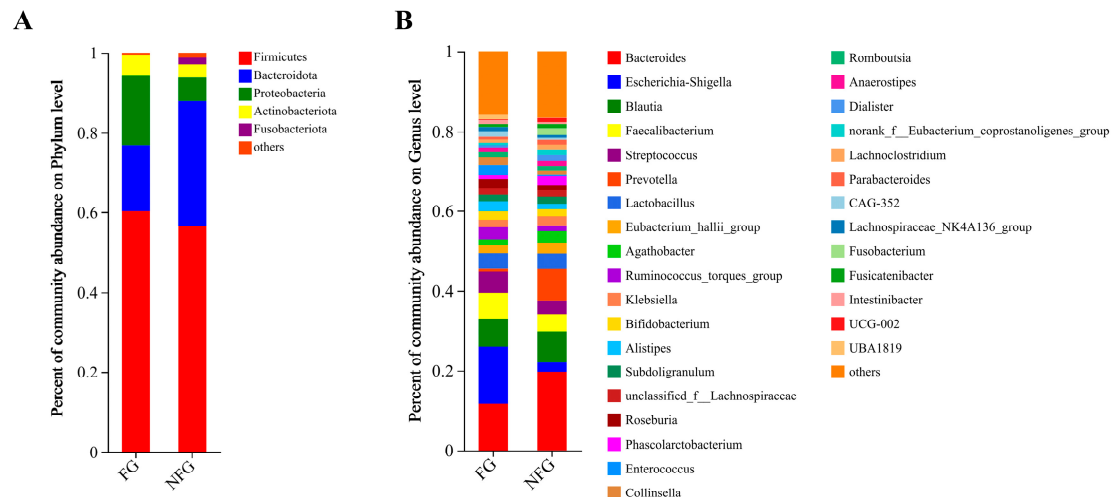 A
B
Percent of community abundance on Phylum level
1
0.8
0.6
0.4
0.2
0
FG
NFG
Firmicutes
Bacteroidota
Proteobacteria
Actinobacteriota
Fusobacteriota
others
Percent of community abundance on Genus level
1
0.8
0.6
0.4
0.2
0
FG
NFG
Bacteroides
Escherichia-Shigella
Blautia
Faecalibacterium
Streptococcus
Prevotella
Lactobacillus
Eubacterium_hallii_group
Agathobacter
Ruminococcus_torques_group
Klebsiella
Bifidobacterium
Alistipes
Subdoligranulum
unclassified_f__Lachnospiraceae
Roseburia
Phascolarctobacterium
Enterococcus
Collinsella
Romboutsia
Anaerostipes
Dialister
norank_f__Eubacterium_coprostanoligenes_group
Lachnoclostridium
Parabacteroides
CAG-352
Lachnospiraceae_NK4A136_group
Fusobacterium
Fusicatenibacter
Intestinibacter
UCG-002
UBA1819
others